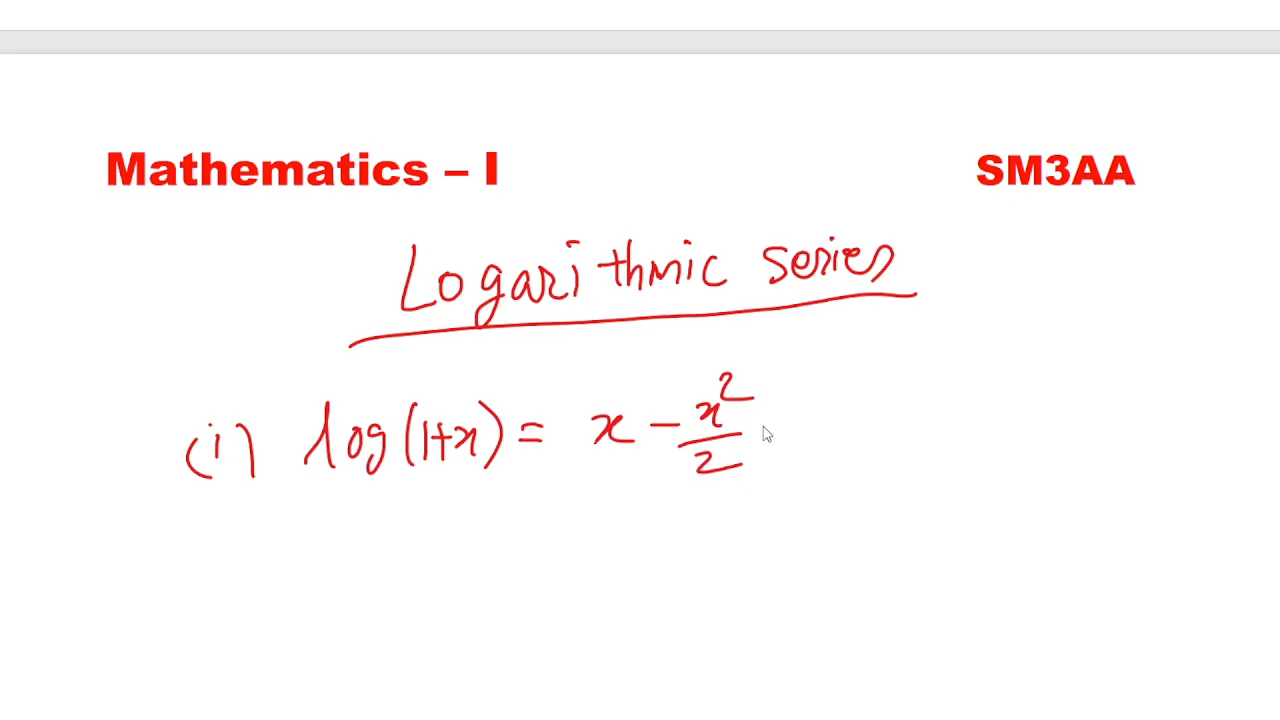 Mathematics – I SM3AA
Logarithmic series
(i) log(1+x) = x - x²/2